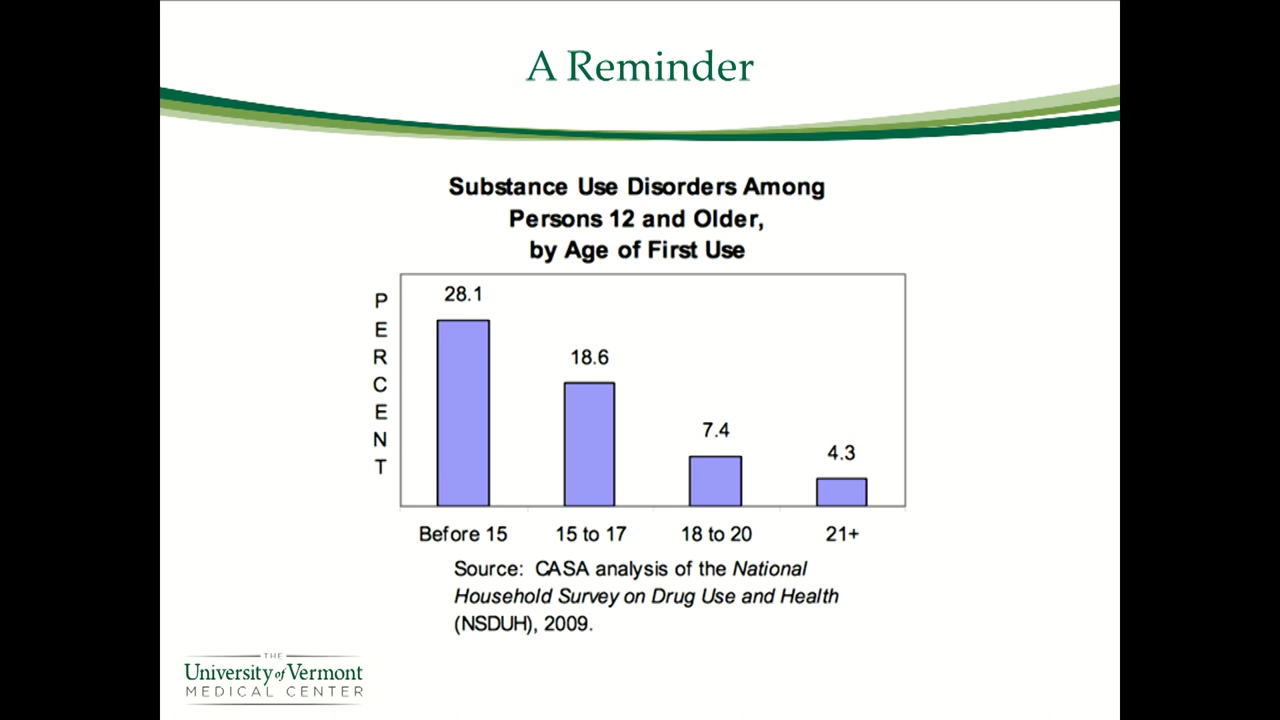 A Reminder
Substance Use Disorders Among
Persons 12 and Older,
by Age of First Use
P
E
R
C
E
N
T
28.1
18.6
7.4
4.3
Before 15
15 to 17
18 to 20
21+
Source: CASA analysis of the National
Household Survey on Drug Use and Health
(NSDUH), 2009.
THE
University of Vermont
MEDICAL CENTER